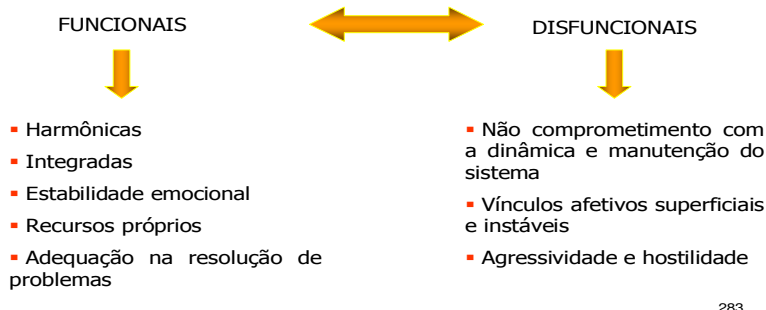 FUNCIONAIS
DISFUNCIONAIS
▪ Harmônicas
▪ Integradas
▪ Estabilidade emocional
▪ Recursos próprios
▪ Adequação na resolução de
problemas
▪ Não comprometimento com
a dinâmica e manutenção do
sistema
▪ Vínculos afetivos superficiais
e instáveis
▪ Agressividade e hostilidade
283